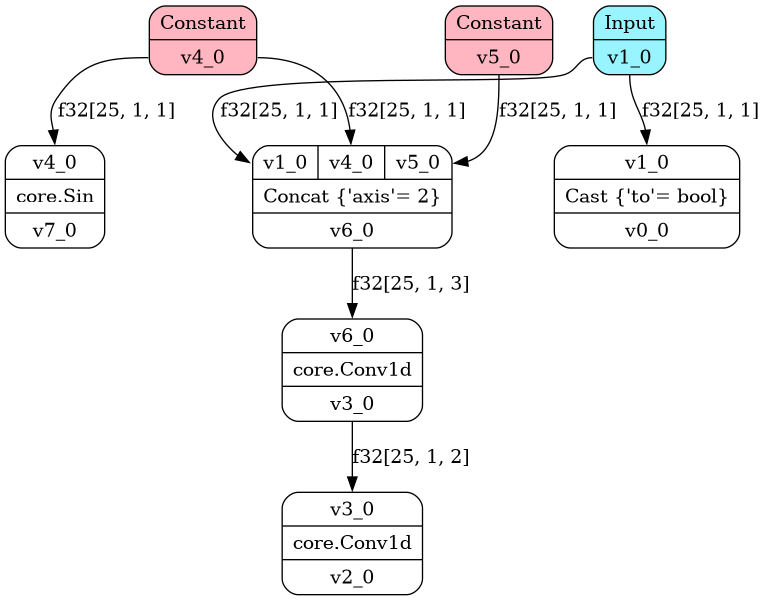 Constant
v4_0
Constant
v5_0
Input
v1_0
f32[25, 1, 1]
f32[25, 1, 1]
f32[25, 1, 1]
f32[25, 1, 1]
f32[25, 1, 1]
v4_0
core.Sin
v7_0
v1_0 v4_0 v5_0
Concat {'axis'= 2}
v6_0
v1_0
Cast {'to'= bool}
v0_0
f32[25, 1, 3]
v6_0
core.Conv1d
v3_0
f32[25, 1, 2]
v3_0
core.Conv1d
v2_0